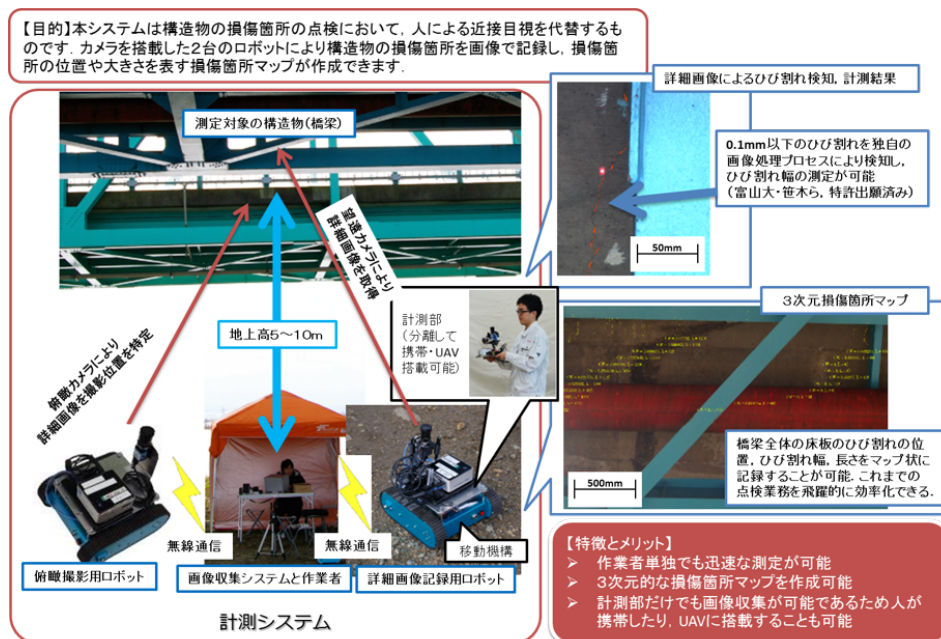 【目的】本システムは構造物の損傷箇所の点検において，人による近接目視を代替するも
のです．カメラを搭載した２台のロボットにより構造物の損傷箇所を画像で記録し，損傷箇
所の位置や大きさを表す損傷箇所マップが作成できます．
測定対象の構造物(橋梁)
望遠カメラにより
詳細画像を取得
地上高5～10m
俯瞰カメラにより
詳細画像を撮影位置を特定
計測部
(分離して
携帯・UAV
搭載可能)
無線通信
無線通信
移動機構
俯瞰撮影用ロボット
画像収集システムと作業者
詳細画像記録用ロボット
計測システム
詳細画像によるひび割れ検知，計測結果
0.1mm以下のひび割れを独自の
画像処理プロセスにより検知し，
ひび割れ幅の測定が可能
(富山大・笹木ら，特許出願済み)
50mm
３次元損傷箇所マップ
橋梁全体の床板のひび割れの位
置，ひび割れ幅，長さをマップ状に
記録することが可能．これまでの
点検業務を飛躍的に効率化できる．
500mm
【特徴とメリット】
➢ 作業者単独でも迅速な測定が可能
➢ ３次元的な損傷箇所マップを作成可能
➢ 計測部だけでも画像収集が可能であるため人が
携帯したり，UAVに搭載することも可能